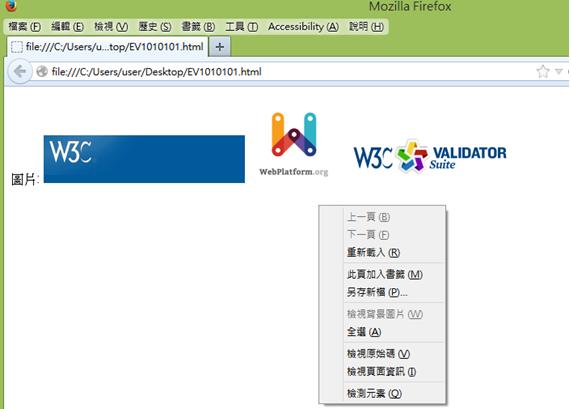 Mozilla Firefox
檔案 (F) 編輯 (E) 檢視 (V) 歷史 (S) 書籤 (B) 工具 (T) Accessibility (A) 說明 (H)
file:///C:/Users/u...top/EV1010101.html
file:///C:/Users/user/Desktop/EV1010101.html
圖片: W3C
WebPlatform.org
W3C VALIDATOR
Suite
上一頁 (B)
下一頁 (F)
重新載入 (R)
此頁加入書籤 (M)
另存新檔 (P)...
檢視背景圖片 (W)
全選 (A)
檢視原始碼 (V)
檢視頁面資訊 (I)
檢測元素 (Q)